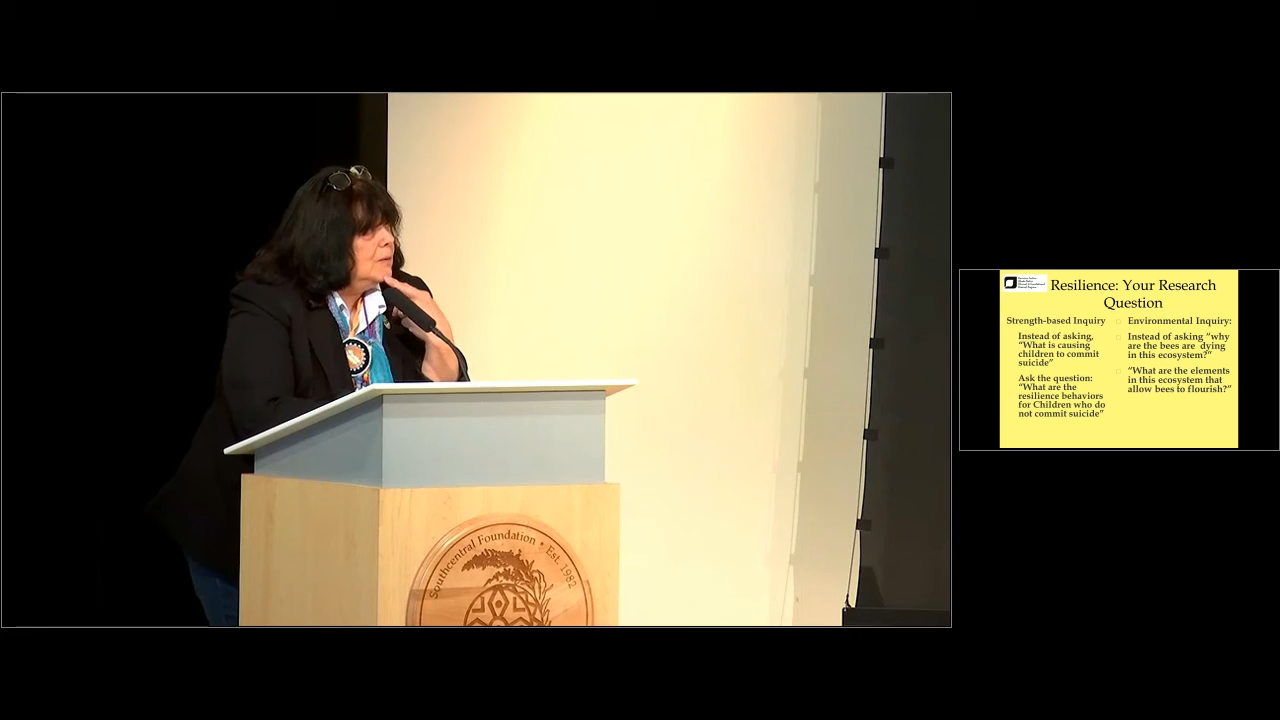 Southcentral Foundation • Est. 1982
Resilience: Your Research
Question
Strength-based Inquiry
Instead of asking,
“What is causing
children to commit
suicide”
Ask the question:
“What are the
resilience behaviors
for Children who do
not commit suicide”
Environmental Inquiry:
Instead of asking “why
are the bees are dying
in this ecosystem?”
“What are the elements
in this ecosystem that
allow bees to flourish?”